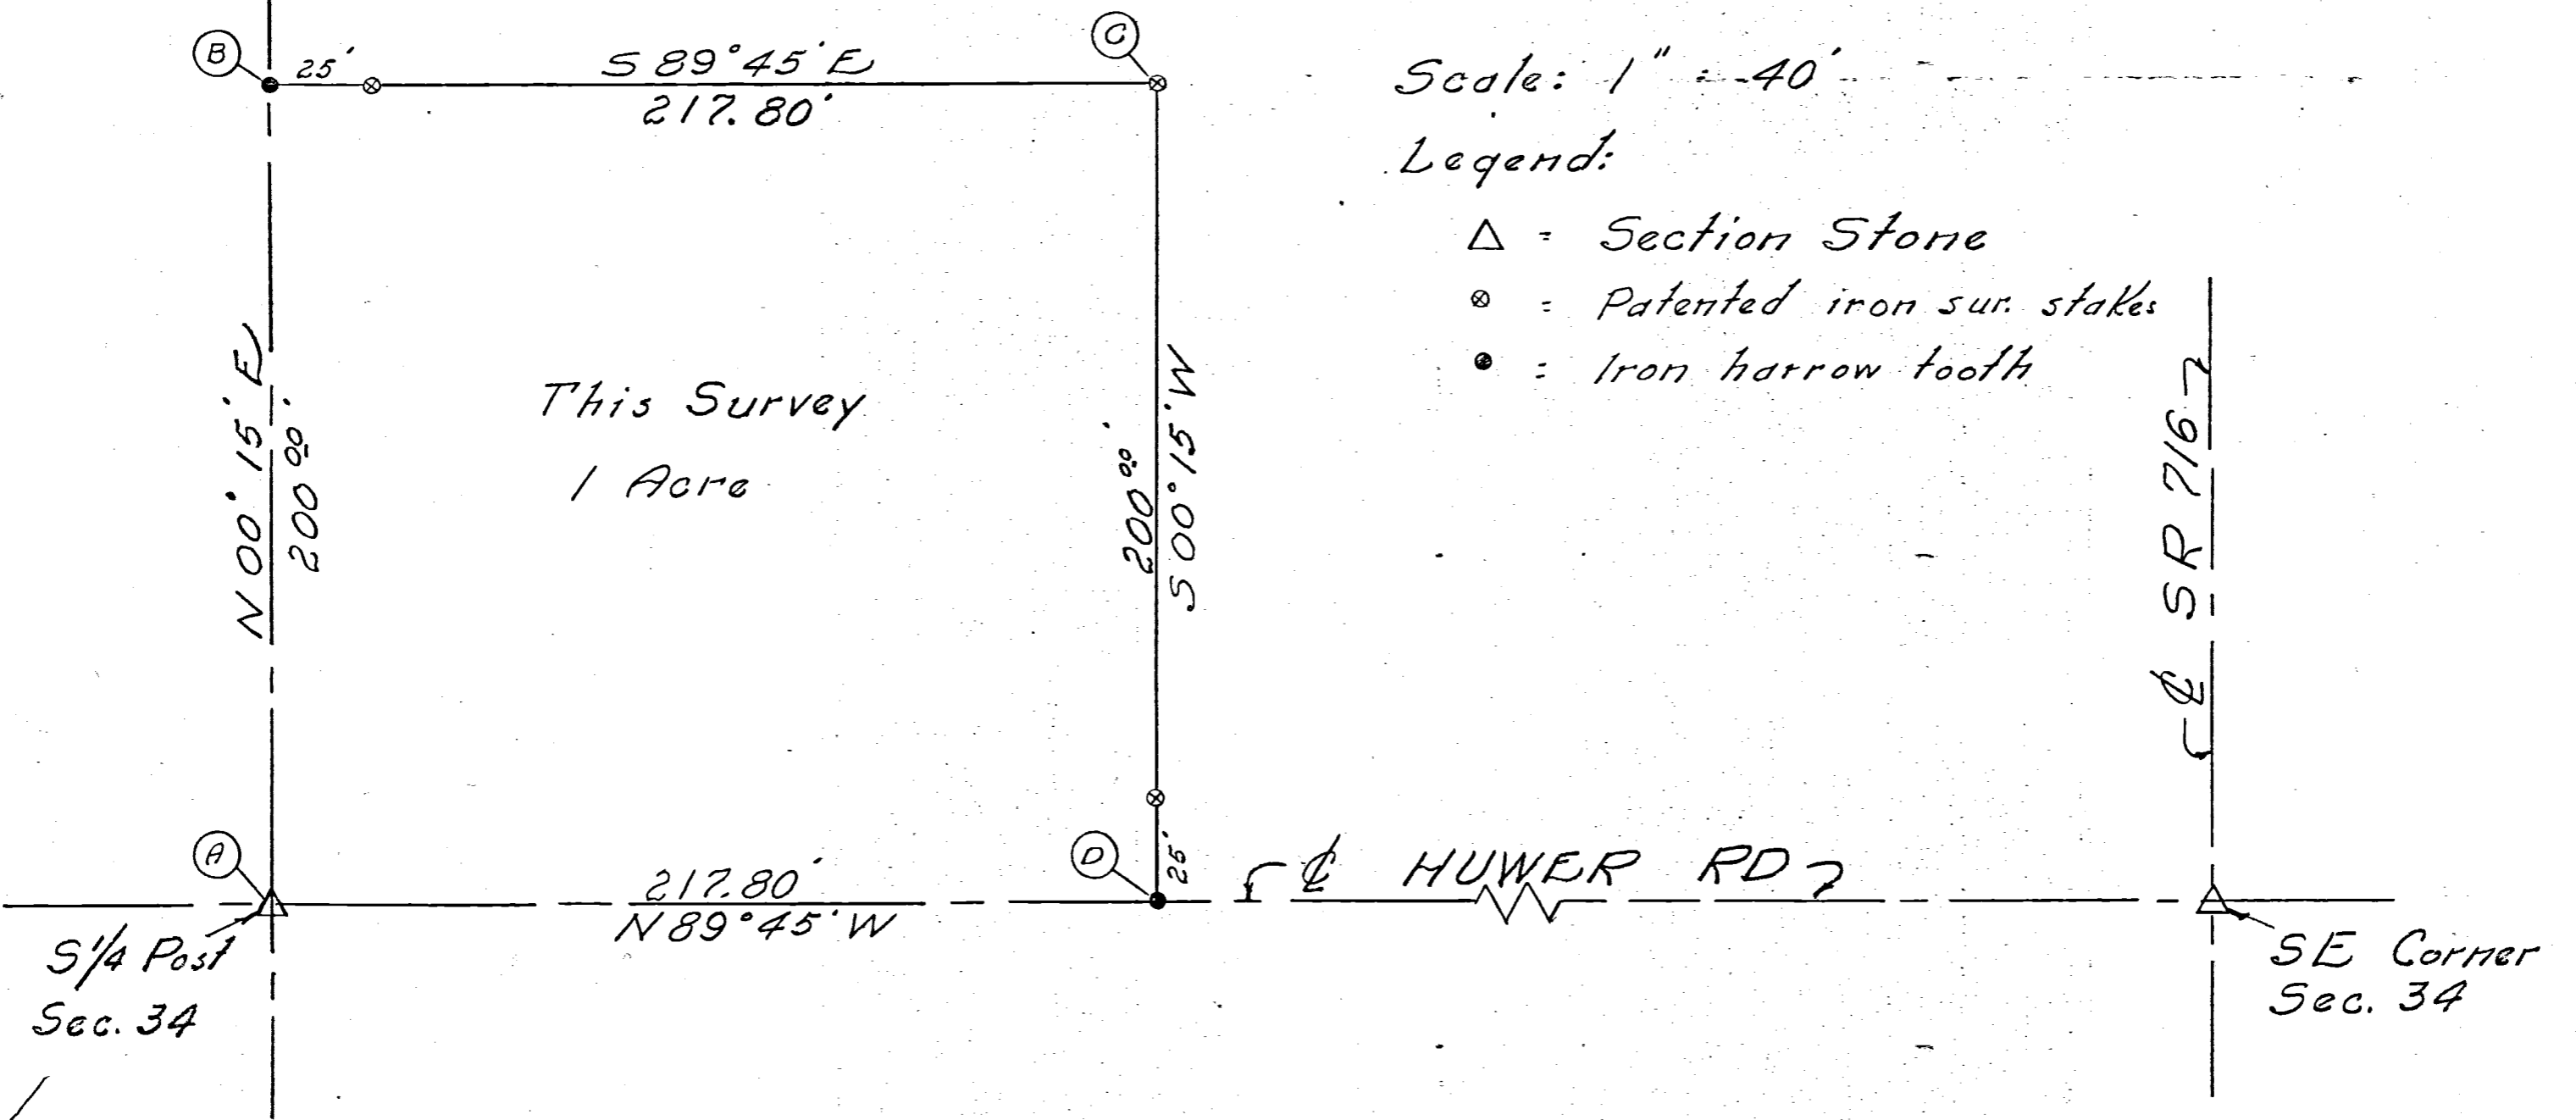 B
25'
S 89°45' E
217.80'
C
Scale: 1" = 40'
Legend:
△ = Section Stone
⊗ = Patented iron sur. stakes
● = Iron harrow tooth
N 00° 15' E
200.00'
This Survey
1 Acre
200.00'
S 00° 15' W
℄ SR 716
A
217.80'
N 89°45' W
D
25'
℄ HUWER RD
S 1/4 Post
Sec. 34
SE Corner
Sec. 34